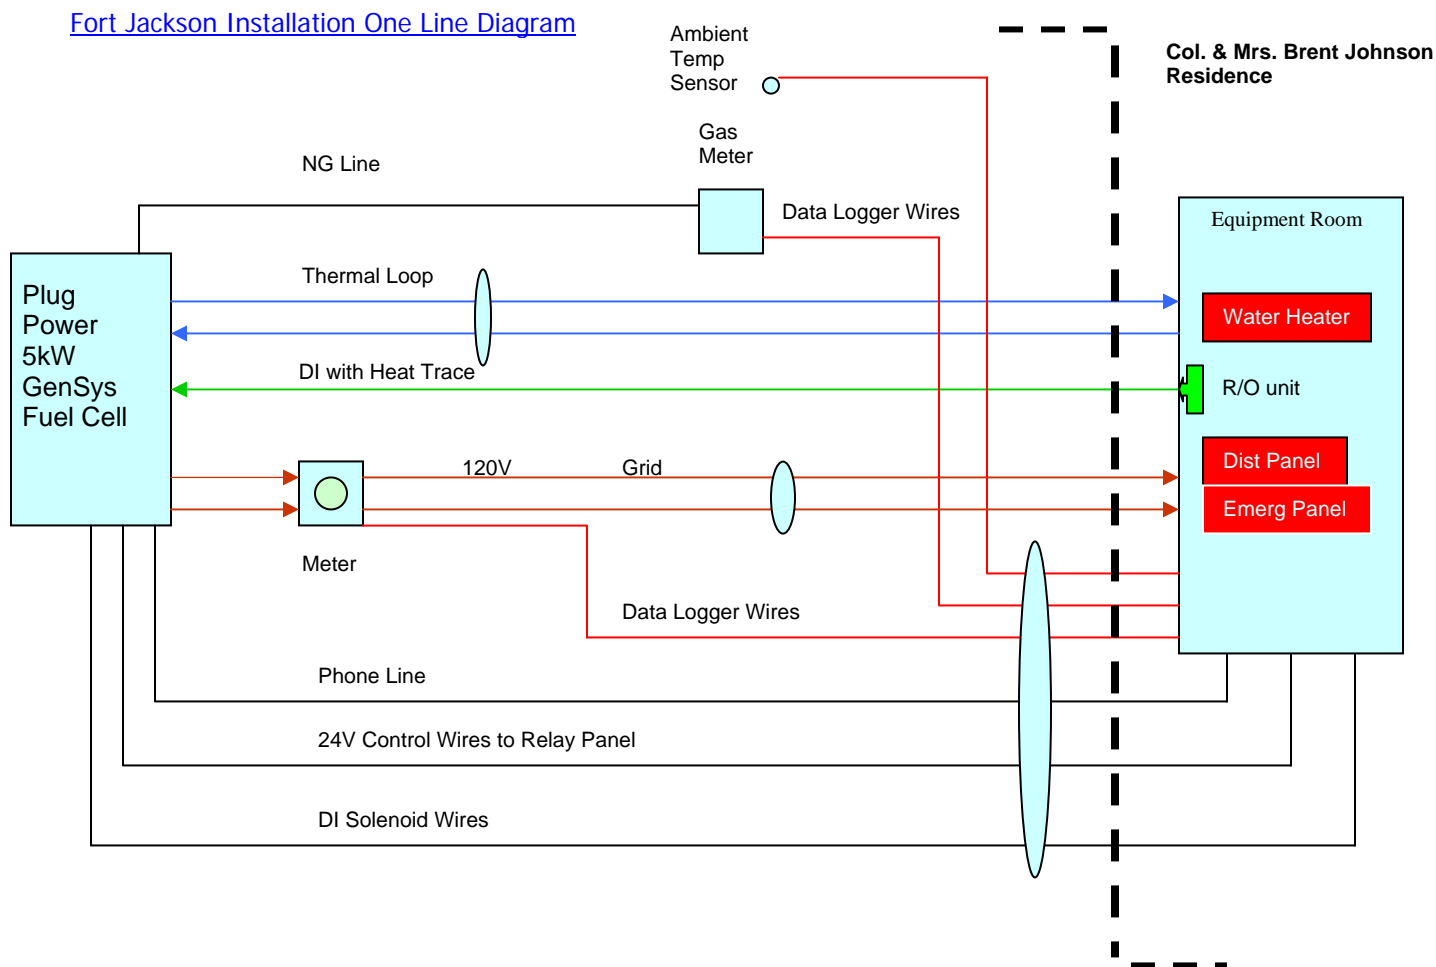 Fort Jackson Installation One Line Diagram
Ambient
Temp
Sensor
Col. & Mrs. Brent Johnson
Residence
Gas
Meter
NG Line
Data Logger Wires
Equipment Room
Thermal Loop
Plug
Power
5kW
GenSys
Fuel Cell
Water Heater
DI with Heat Trace
R/O unit
120V
Grid
Dist Panel
Emerg Panel
Meter
Data Logger Wires
Phone Line
24V Control Wires to Relay Panel
DI Solenoid Wires